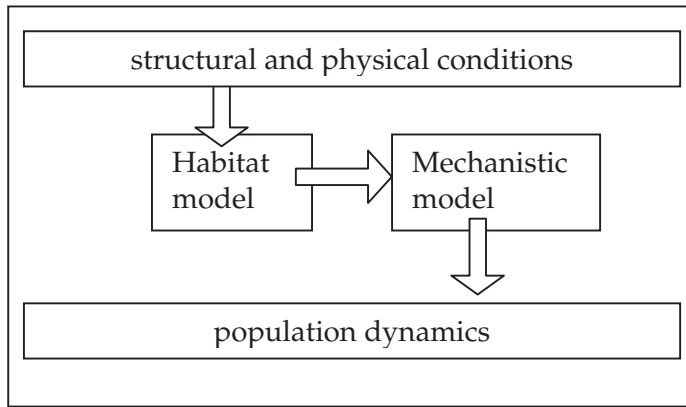 structural and physical conditions
Habitat
model
Mechanistic
model
population dynamics